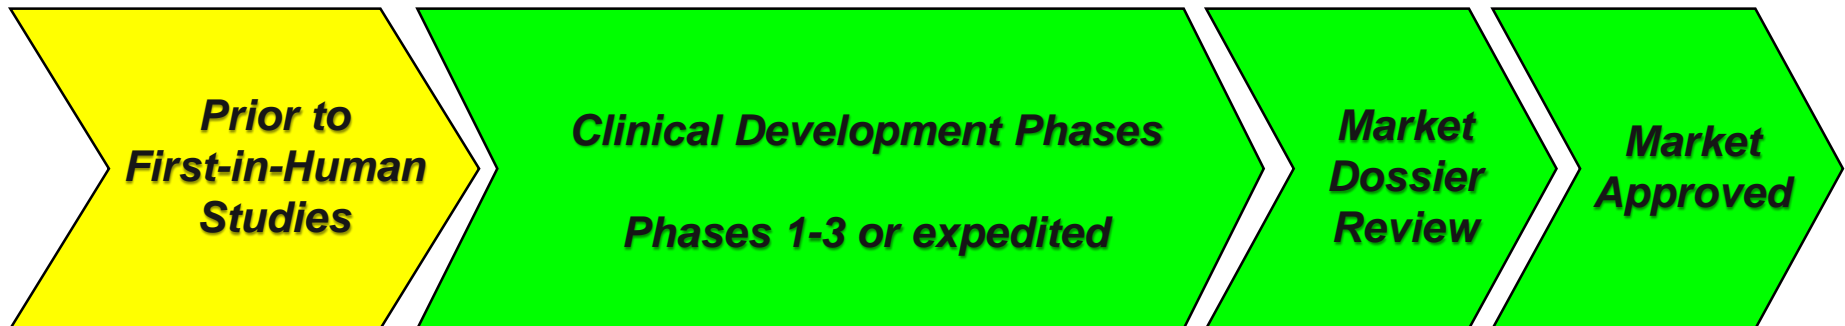 Prior to
First-in-Human
Studies
Clinical Development Phases
Phases 1-3 or expedited
Market
Dossier
Review
Market
Approved